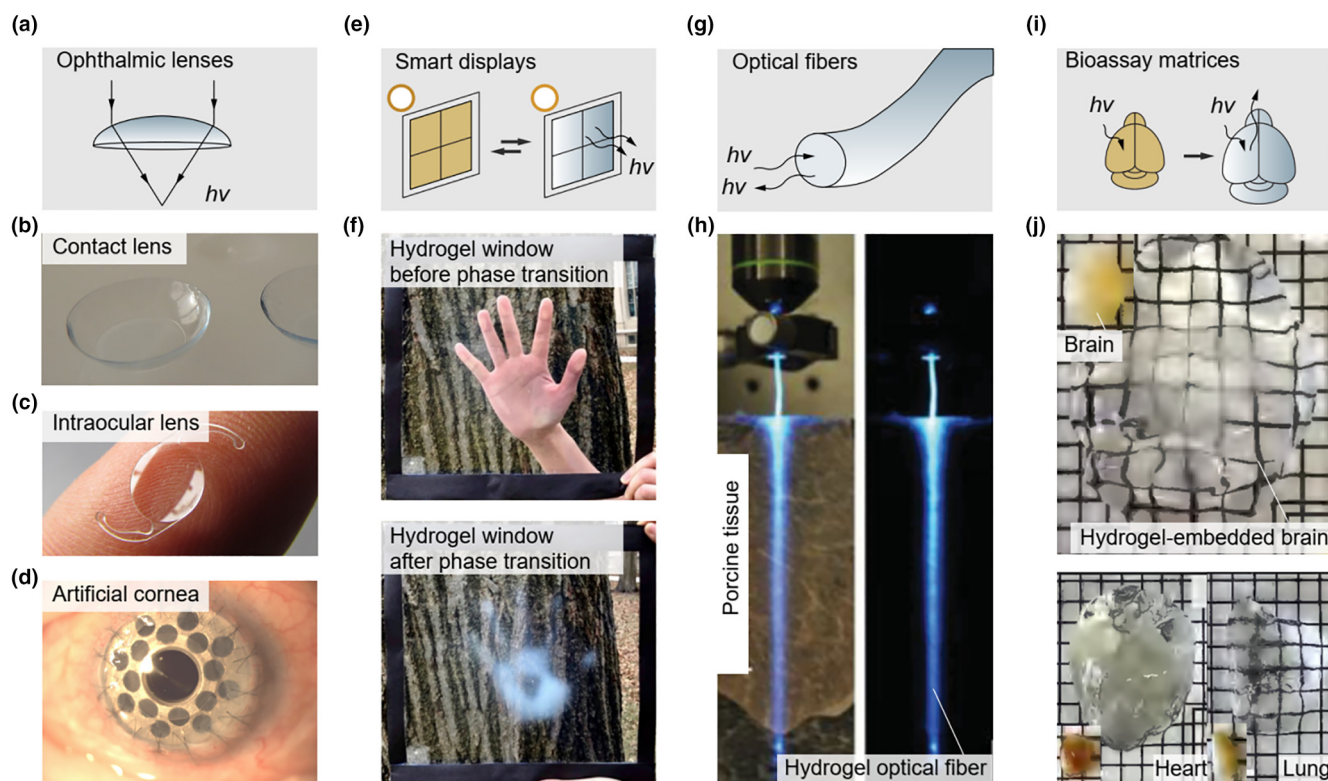 (a)
Ophthalmic lenses
hv
(b)
Contact lens
(c)
Intraocular lens
(d)
Artificial cornea
(e)
Smart displays
hv
(f)
Hydrogel window
before phase transition
Hydrogel window
after phase transition
(g)
Optical fibers
hv
hv
(h)
Porcine tissue
Hydrogel optical fiber
(i)
Bioassay matrices
hv
hv
(j)
Brain
Hydrogel-embedded brain
Heart
Lung